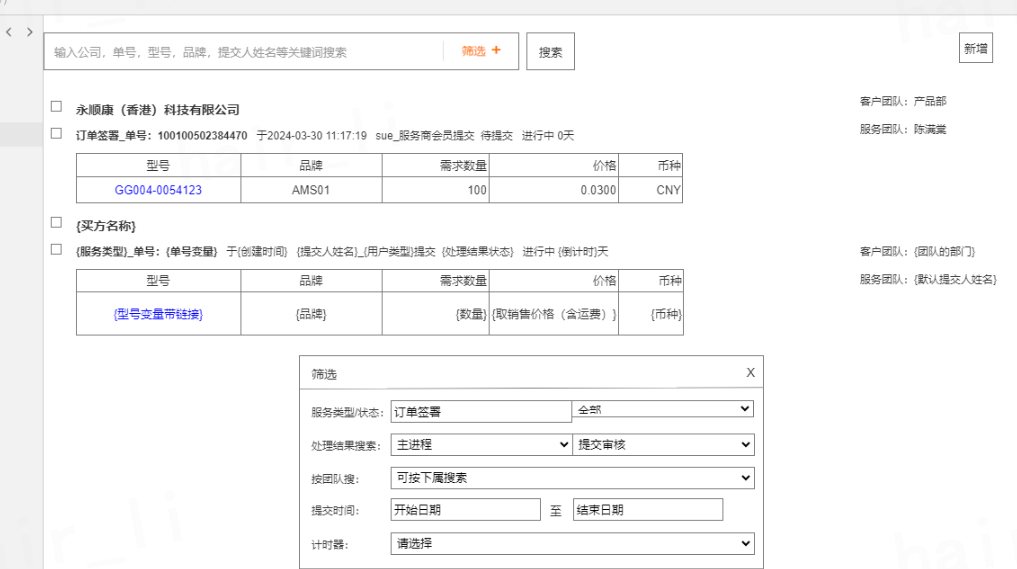 输入公司，单号，型号，品牌，提交人姓名等关键词搜索 筛选 + 搜索 新增
永顺康（香港）科技有限公司 客户团队：产品部
订单签署_单号：100100502384470 于2024-03-30 11:17:19 sue_服务商会员提交 待提交 进行中 0天 服务团队：陈满棠
型号 品牌 需求数量 价格 币种
GG004-0054123 AMS01 100 0.0300 CNY
{买方名称}
{服务类型}_单号：{单号变量} 于{创建时间} {提交人姓名}_{用户类型}提交 {处理结果状态} 进行中 {倒计时}天 客户团队：{团队的部门}
型号 品牌 需求数量 价格 币种 服务团队：{默认提交人姓名}
{型号变量带链接} {品牌} {数量} {取销售价格（含运费）} {币种}
筛选 X
服务类型/状态： 订单签署 全部
处理结果搜索： 主进程 提交审核
按团队搜： 可按下属搜索
提交时间： 开始日期 至 结束日期
计时器： 请选择
hair_li